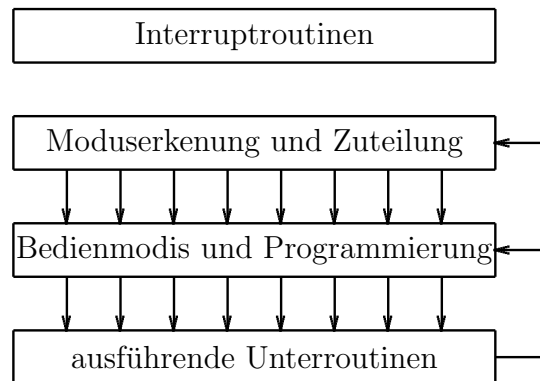 Interruptroutinen
Moduserkenung und Zuteilung
Bedienmodis und Programmierung
ausführende Unterroutinen